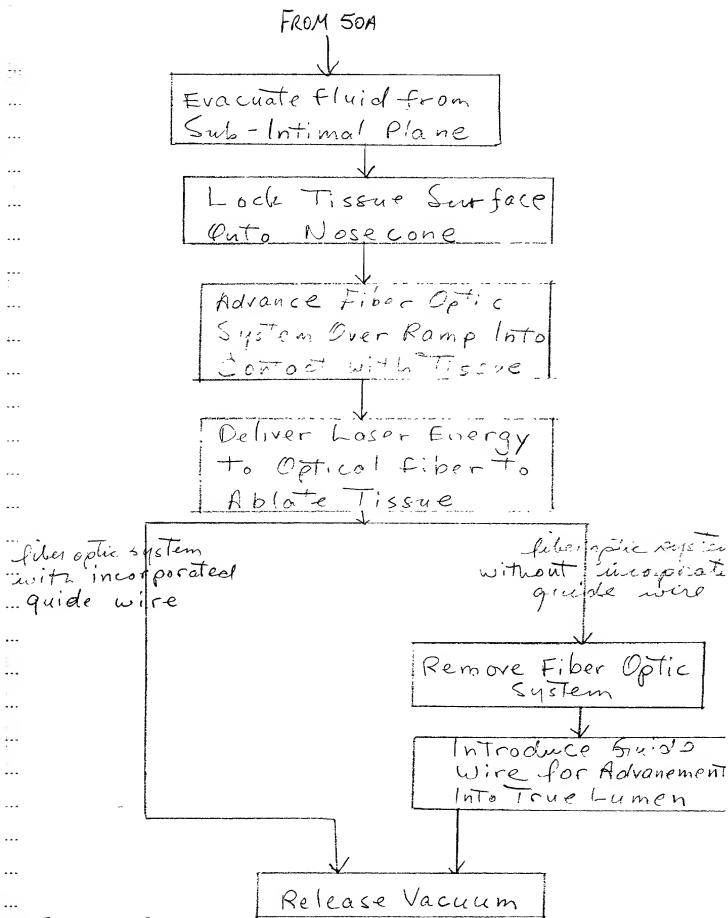 FROM 50A
Evacuate fluid from
Sub-Intimal Plane
Lock Tissue Surface
Onto Nosecone
Advance Fiber Optic
System Over Ramp Into
Contact with Tissue
Deliver Laser Energy
To Optical Fiber To
Ablate Tissue
fiber optic system
with incorporated
guide wire
fiber optic system
without incorporate
guide wire
Remove Fiber Optic
System
Introduce Guide
Wire for Advanement
Into True Lumen
Release Vacuum